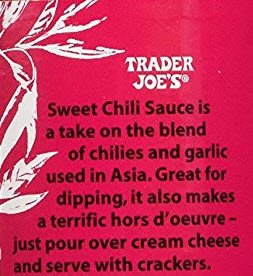 TRADER
JOE'S®
Sweet Chili Sauce is
a take on the blend
of chilies and garlic
used in Asia. Great for
dipping, it also makes
a terrific hors d'oeuvre –
just pour over cream cheese
and serve with crackers.